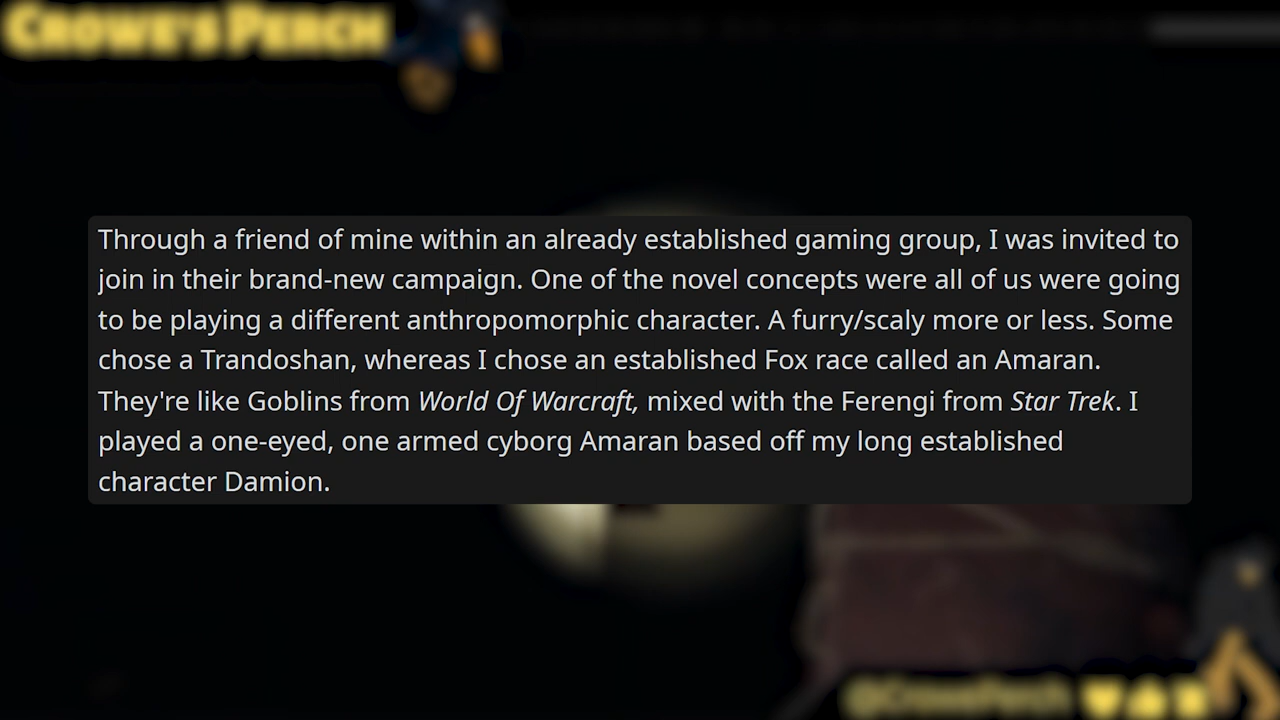 CROWE'S PERCH
Through a friend of mine within an already established gaming group, I was invited to
join in their brand-new campaign. One of the novel concepts were all of us were going
to be playing a different anthropomorphic character. A furry/scaly more or less. Some
chose a Trandoshan, whereas I chose an established Fox race called an Amaran.
They're like Goblins from World Of Warcraft, mixed with the Ferengi from Star Trek. I
played a one-eyed, one armed cyborg Amaran based off my long established
character Damion.
@CrowesPerch